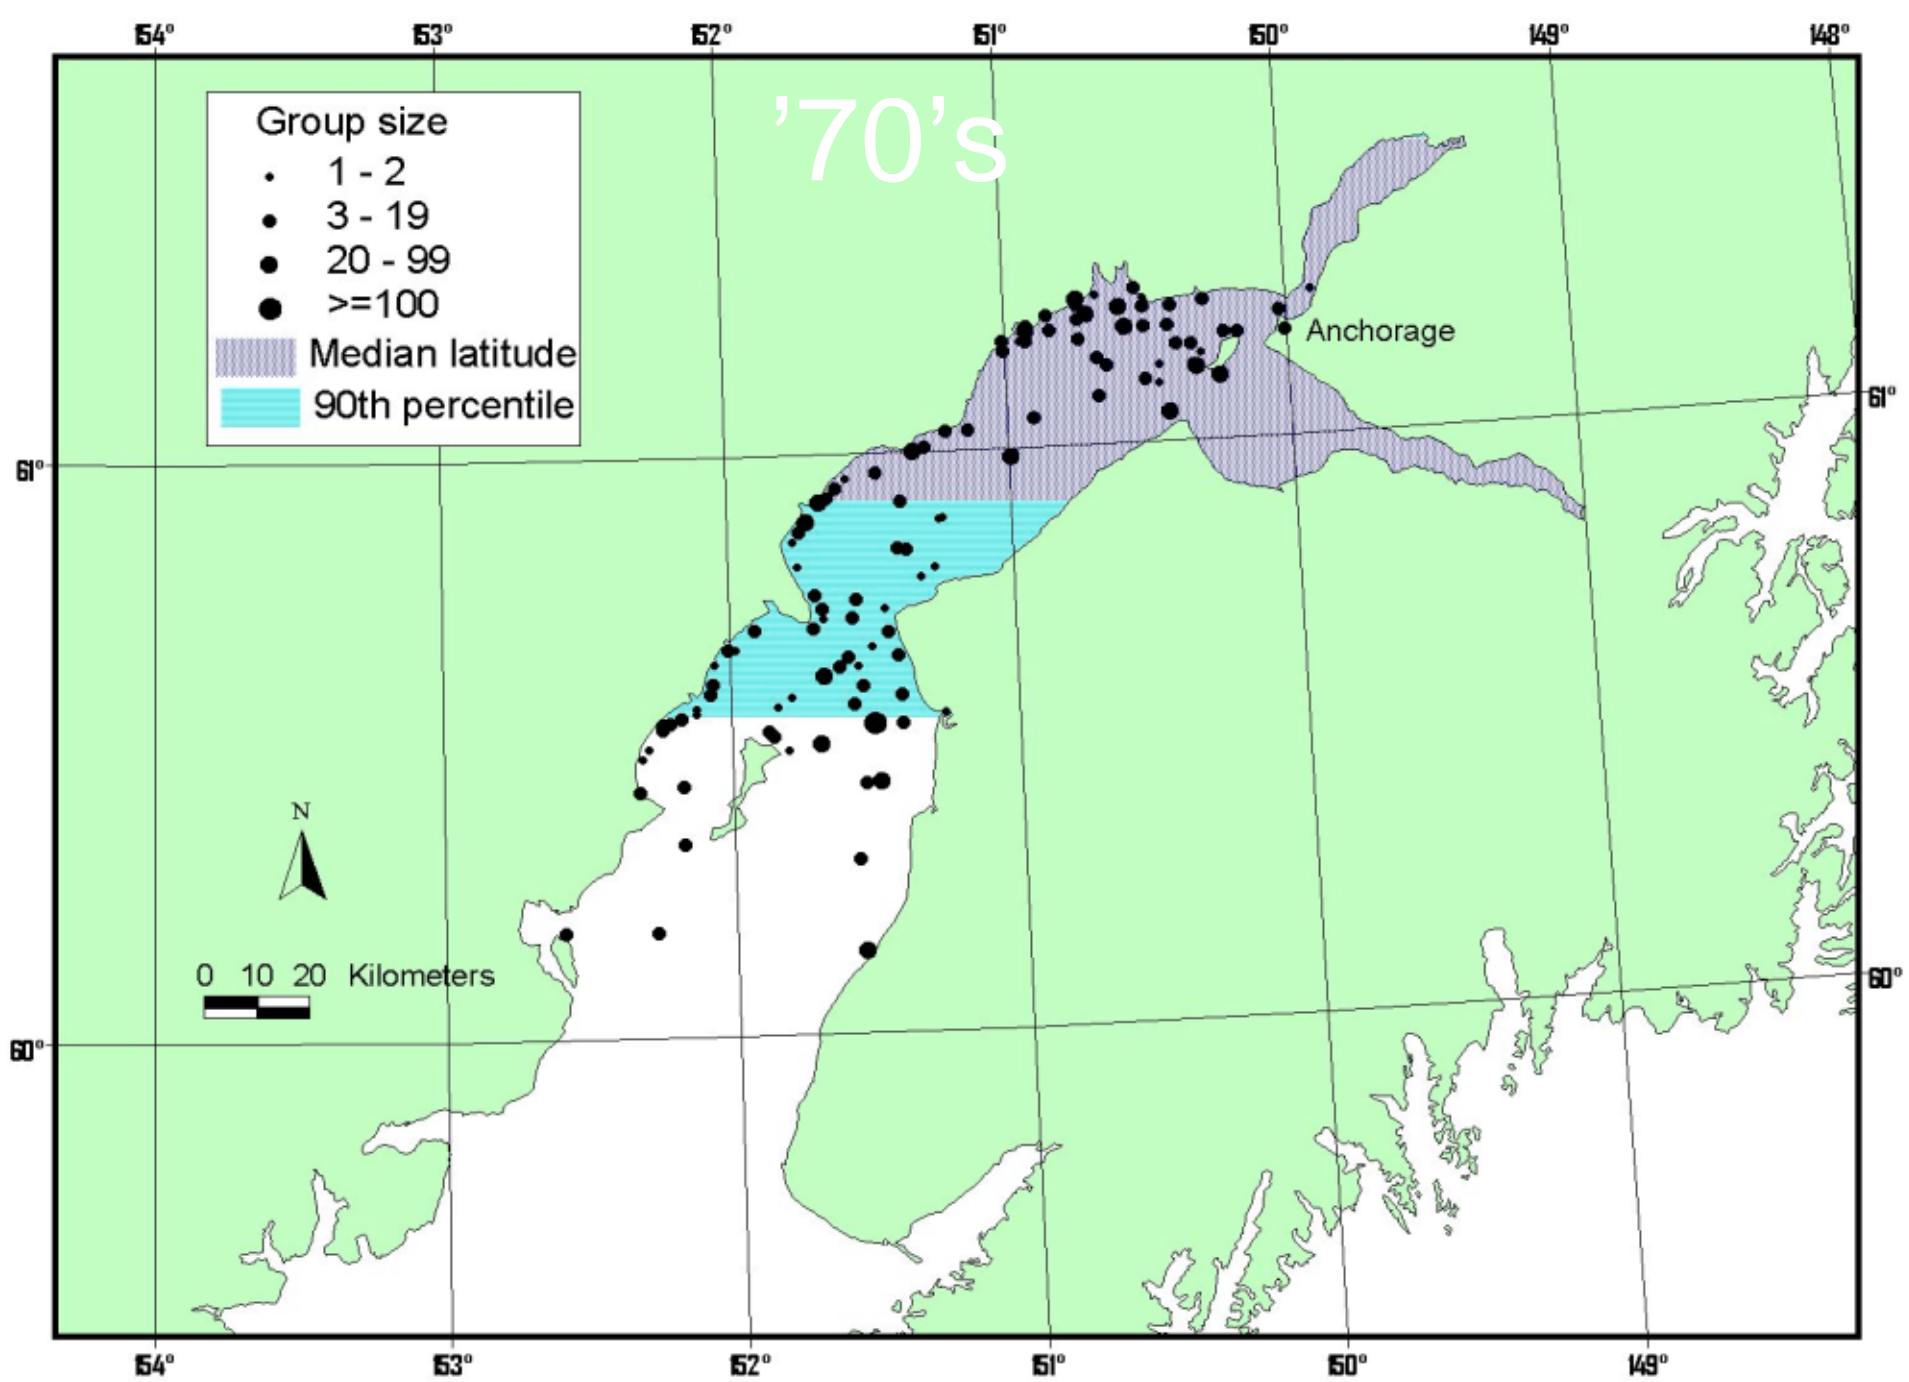 154° 153° 152° 151° 150° 149° 148°
'70's
Group size
1 - 2
3 - 19
20 - 99
>=100
Median latitude
90th percentile
Anchorage
61°
61°
N
0 10 20 Kilometers
60°
60°
154° 153° 152° 151° 150° 149°